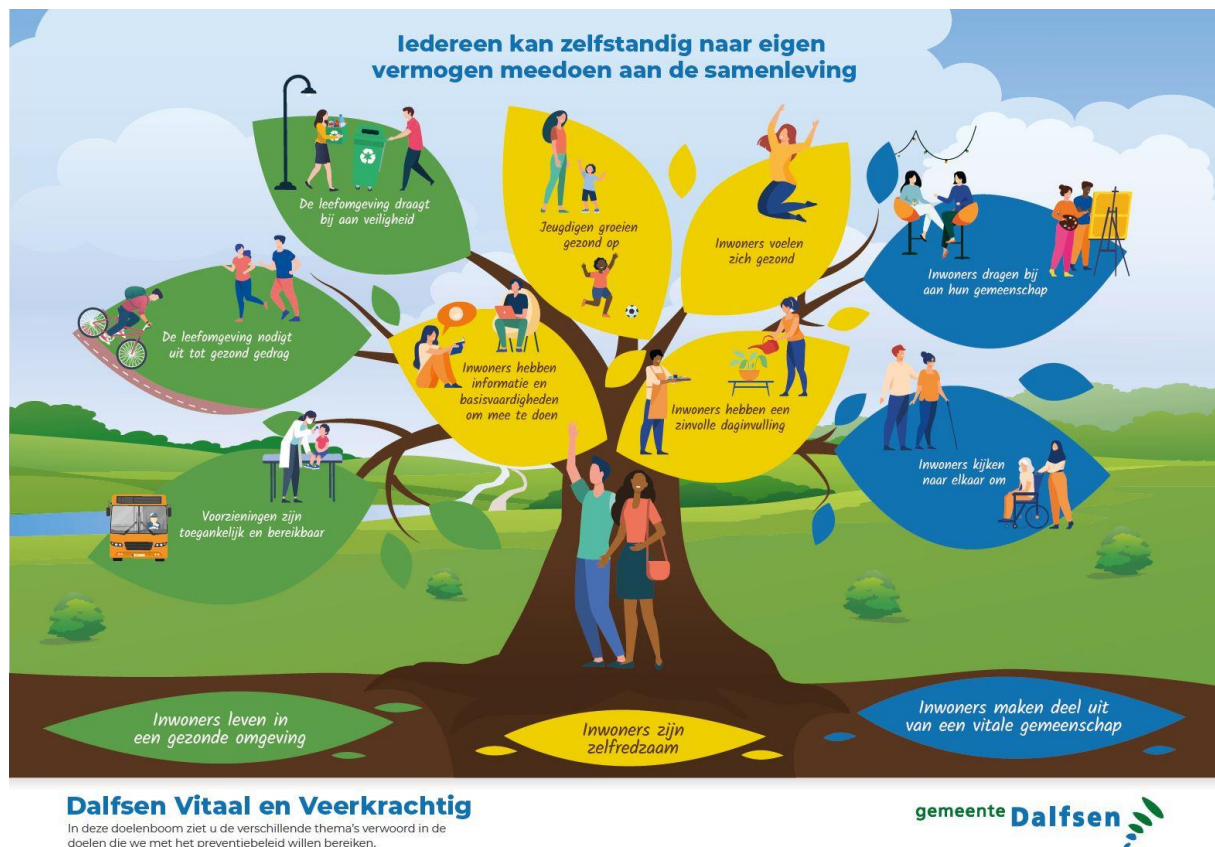 Iedereen kan zelfstandig naar eigen
vermogen meedoen aan de samenleving
De leefomgeving draagt
bij aan veiligheid
Jeugdigen groeien
gezond op
Inwoners voelen
zich gezond
Inwoners dragen bij
aan hun gemeenschap
De leefomgeving nodigt
uit tot gezond gedrag
Inwoners hebben
informatie en
basisvaardigheden
om mee te doen
Inwoners hebben een
zinvolle daginvulling
Inwoners kijken
naar elkaar om
Voorzieningen zijn
toegankelijk en bereikbaar
Inwoners leven in
een gezonde omgeving
Inwoners zijn
zelfredzaam
Inwoners maken deel uit
van een vitale gemeenschap
Dalfsen Vitaal en Veerkrachtig
In deze doelenboom ziet u de verschillende thema's verwoord in de
doelen die we met het preventiebeleid willen bereiken.
gemeente Dalfsen